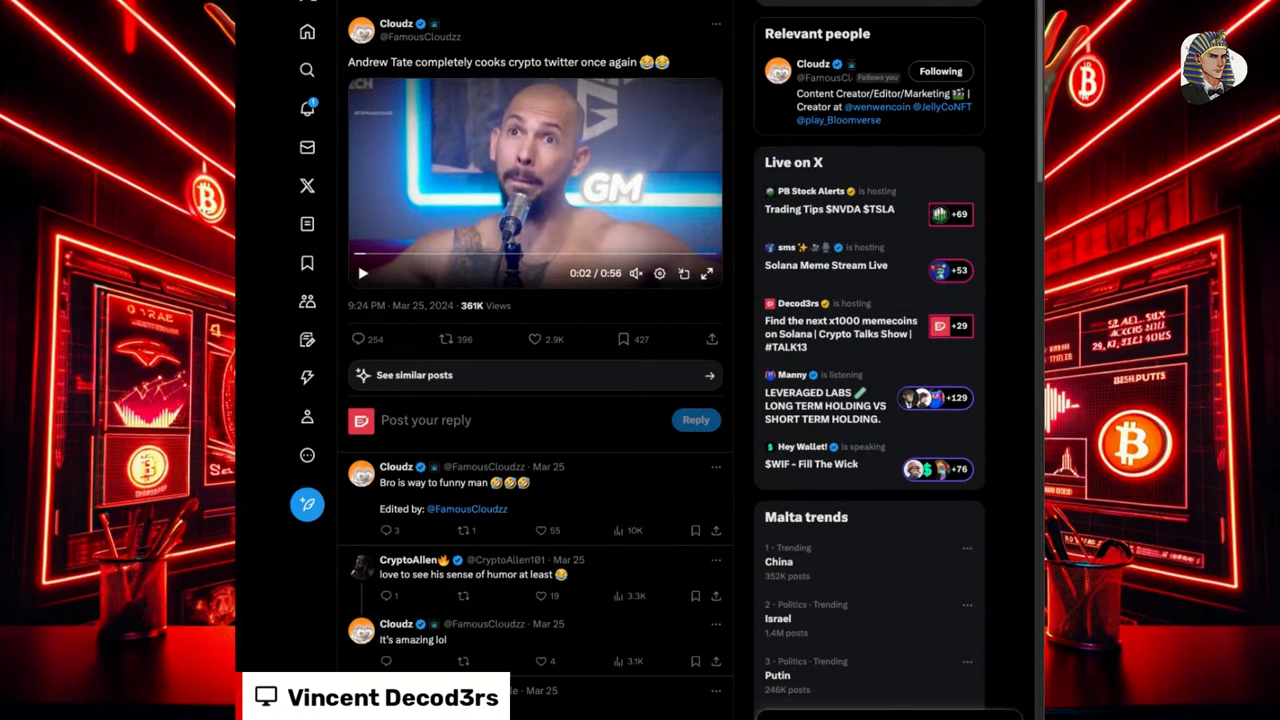 Cloudz
@FamousCloudzz
Andrew Tate completely cooks crypto twitter once again 😂😂
@FamousCloudzz
GM
0:02 / 0:56
9:24 PM · Mar 25, 2024 · 361K Views
254
396
2.9K
427
See similar posts
Post your reply
Reply
Cloudz @FamousCloudzz · Mar 25
Bro is way to funny man 🤣🤣🤣
Edited by: @FamousCloudzz
3
1
55
10K
CryptoAllen🔥 @CryptoAllen101 · Mar 25
love to see his sense of humor at least 😂
1
19
3.3K
Cloudz @FamousCloudzz · Mar 25
It's amazing lol
4
3.1K
Mar 25
Relevant people
Cloudz
@FamousCl Follows you
Following
Content Creator/Editor/Marketing 🎬 |
Creator at @wenwencoin @JellyCoNFT
@play_Bloomverse
Live on X
PB Stock Alerts is hosting
Trading Tips $NVDA $TSLA
+69
sms is hosting
Solana Meme Stream Live
+53
Decod3rs is hosting
Find the next x1000 memecoins
on Solana | Crypto Talks Show |
#TALK13
+29
Manny is listening
LEVERAGED LABS
LONG TERM HOLDING VS
SHORT TERM HOLDING.
+129
Hey Wallet! is speaking
$WIF - Fill The Wick
+76
Malta trends
1 · Trending
China
352K posts
2 · Politics · Trending
Israel
1.4M posts
3 · Politics · Trending
Putin
246K posts
Vincent Decod3rs